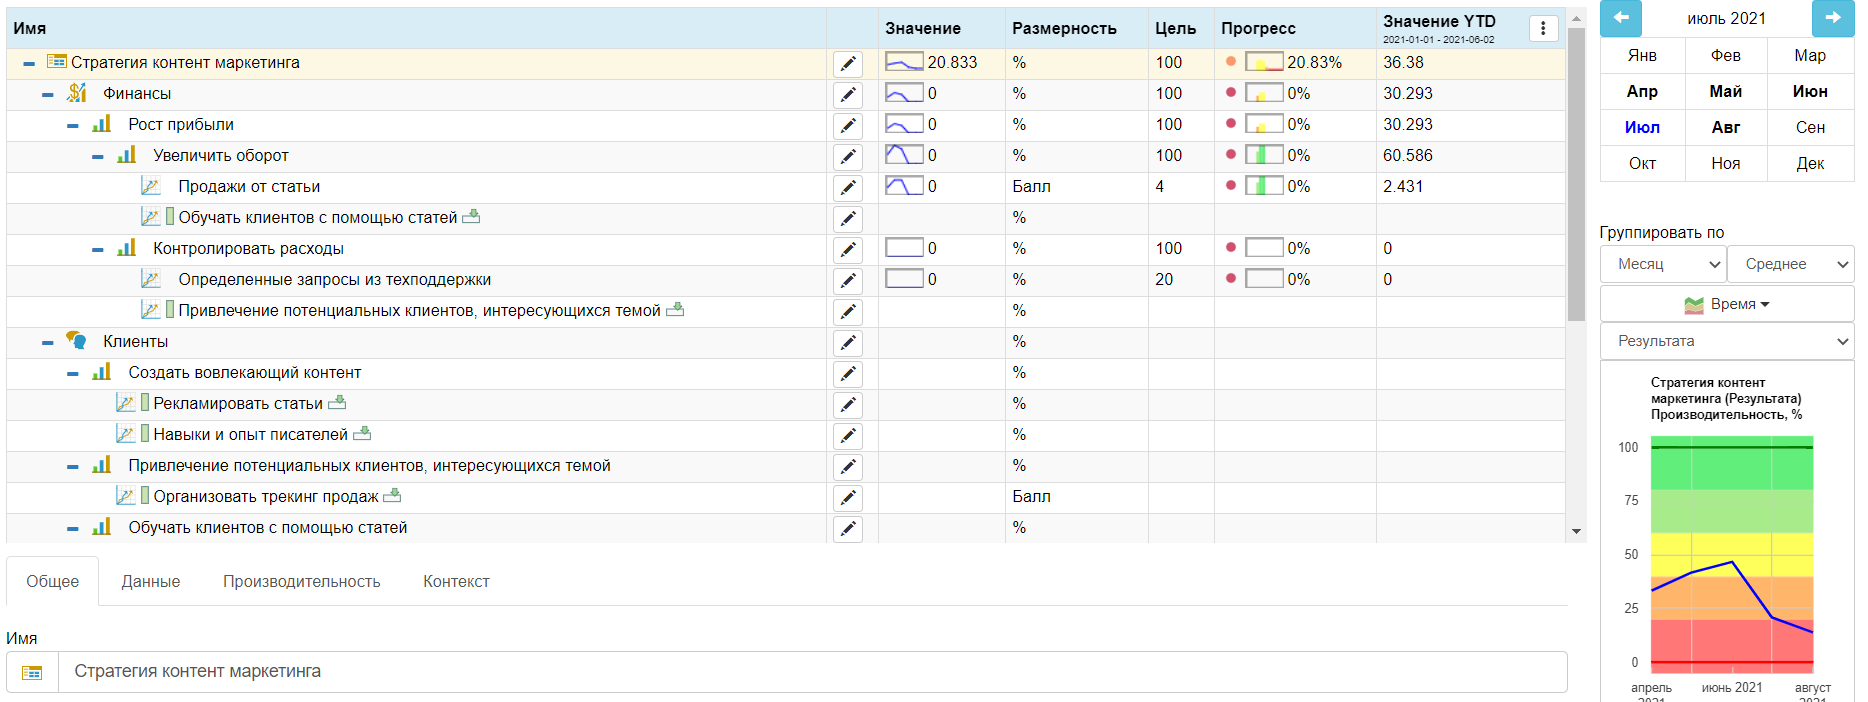 Имя Значение Размерность Цель Прогресс Значение YTD
2021-01-01 - 2021-06-02
Стратегия контент маркетинга 20.833 % 100 20.83% 36.38
Финансы 0 % 100 0% 30.293
Рост прибыли 0 % 100 0% 30.293
Увеличить оборот 0 % 100 0% 60.586
Продажи от статьи 0 Балл 4 0% 2.431
Обучать клиентов с помощью статей %
Контролировать расходы 0 % 100 0% 0
Определенные запросы из техподдержки 0 % 20 0% 0
Привлечение потенциальных клиентов, интересующихся темой %
Клиенты %
Создать вовлекающий контент %
Рекламировать статьи %
Навыки и опыт писателей %
Привлечение потенциальных клиентов, интересующихся темой %
Организовать трекинг продаж Балл
Обучать клиентов с помощью статей %
Общее Данные Производительность Контекст
Имя
Стратегия контент маркетинга
июль 2021
Янв Фев Мар
Апр Май Июн
Июл Авг Сен
Окт Ноя Дек
Группировать по
Месяц Среднее
Время
Результата
Стратегия контент
маркетинга (Результата)
Производительность, %
100
75
50
25
0
апрель июнь 2021 август
2021 2021